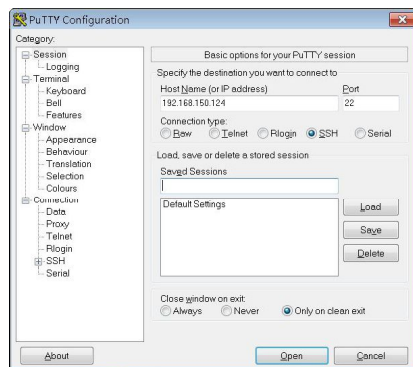 PuTTY Configuration
Category:
Session
Logging
Terminal
Keyboard
Bell
Features
Window
Appearance
Behaviour
Translation
Selection
Colours
Connection
Data
Proxy
Telnet
Rlogin
SSH
Serial
Basic options for your PuTTY session
Specify the destination you want to connect to
Host Name (or IP address) Port
192.168.150.124 22
Connection type:
Raw Telnet Rlogin SSH Serial
Load, save or delete a stored session
Saved Sessions
Default Settings
Load
Save
Delete
Close window on exit:
Always Never Only on clean exit
About Open Cancel